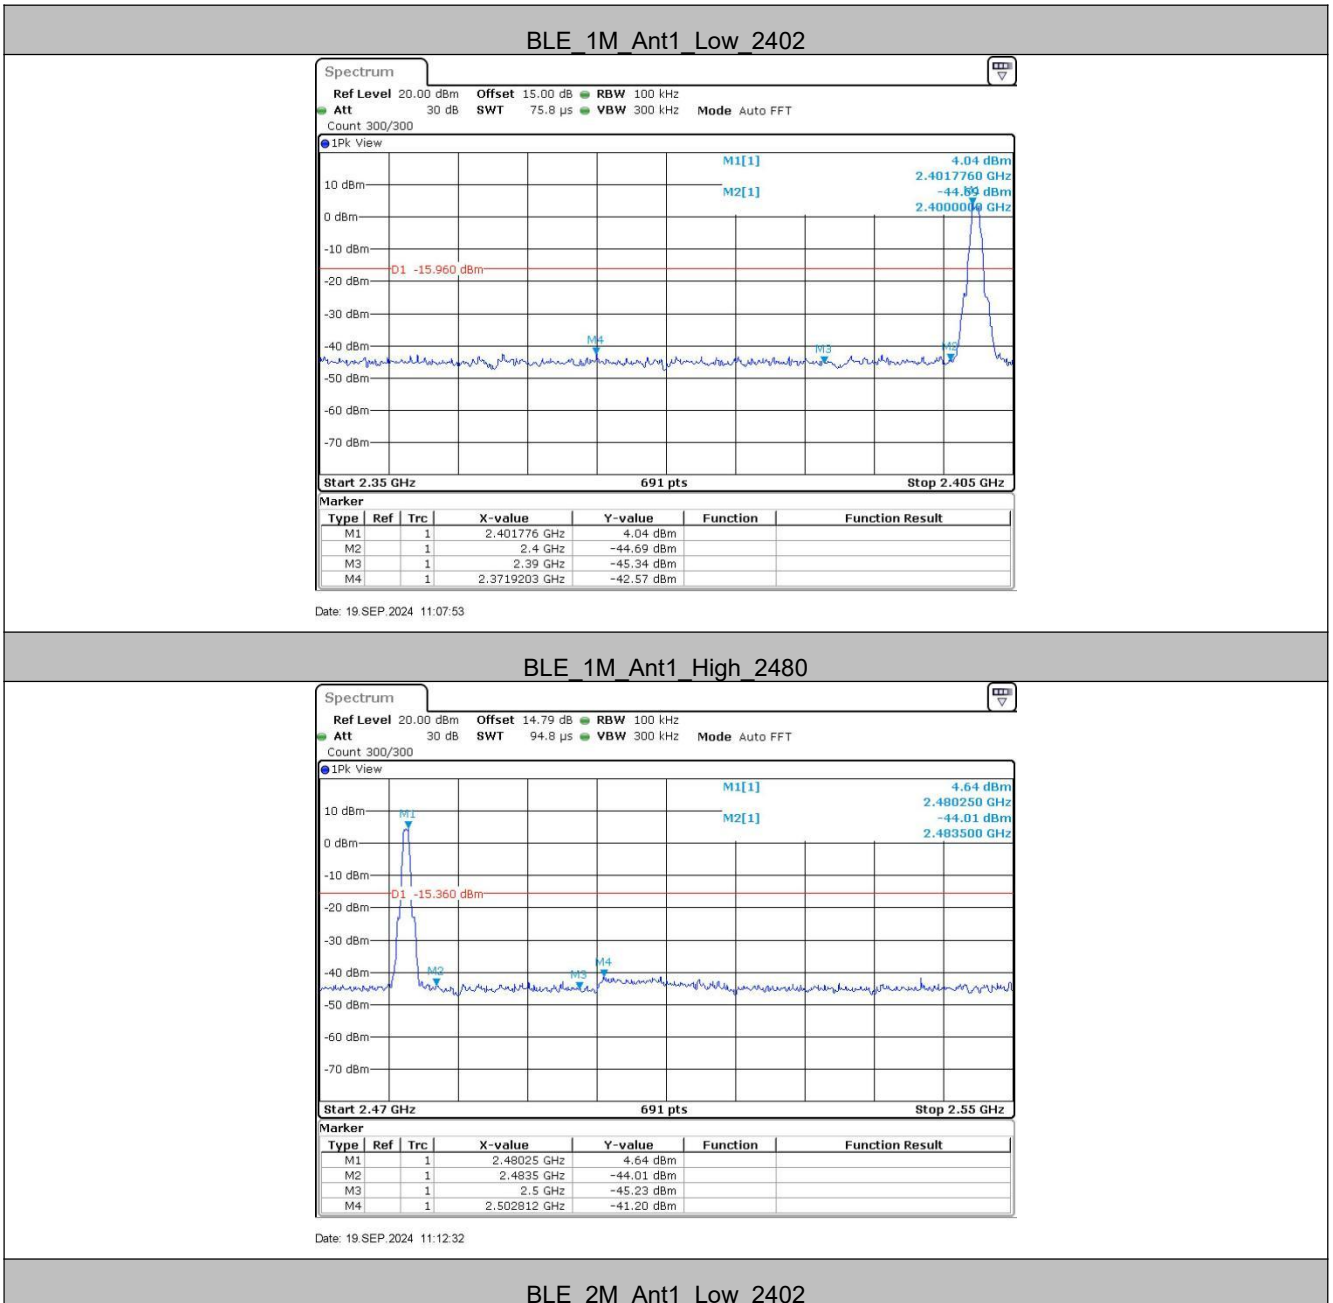 BLE_1M_Ant1_Low_2402
Spectrum
Ref Level 20.00 dBm Offset 15.00 dB RBW 100 kHz
Att 30 dB SWT 75.8 µs VBW 300 kHz Mode Auto FFT
Count 300/300
1Pk View
M1[1] 4.04 dBm
2.4017760 GHz
M2[1] -44.69 dBm
2.4000000 GHz
M1
10 dBm
0 dBm
-10 dBm
D1 -15.960 dBm
-20 dBm
-30 dBm
-40 dBm
M4 M3 M2
-50 dBm
-60 dBm
-70 dBm
Start 2.35 GHz 691 pts Stop 2.405 GHz
Marker
Type Ref Trc X-value Y-value Function Function Result
M1 1 2.401776 GHz 4.04 dBm
M2 1 2.4 GHz -44.69 dBm
M3 1 2.39 GHz -45.34 dBm
M4 1 2.3719203 GHz -42.57 dBm
Date: 19.SEP.2024 11:07:53
BLE_1M_Ant1_High_2480
Spectrum
Ref Level 20.00 dBm Offset 14.79 dB RBW 100 kHz
Att 30 dB SWT 94.8 µs VBW 300 kHz Mode Auto FFT
Count 300/300
1Pk View
M1[1] 4.64 dBm
2.480250 GHz
M2[1] -44.01 dBm
2.483500 GHz
10 dBm
M1
0 dBm
-10 dBm
D1 -15.360 dBm
-20 dBm
-30 dBm
M4
-40 dBm
M2 M3
-50 dBm
-60 dBm
-70 dBm
Start 2.47 GHz 691 pts Stop 2.55 GHz
Marker
Type Ref Trc X-value Y-value Function Function Result
M1 1 2.48025 GHz 4.64 dBm
M2 1 2.4835 GHz -44.01 dBm
M3 1 2.5 GHz -45.23 dBm
M4 1 2.502812 GHz -41.20 dBm
Date: 19.SEP.2024 11:12:32
BLE_2M_Ant1_Low_2402